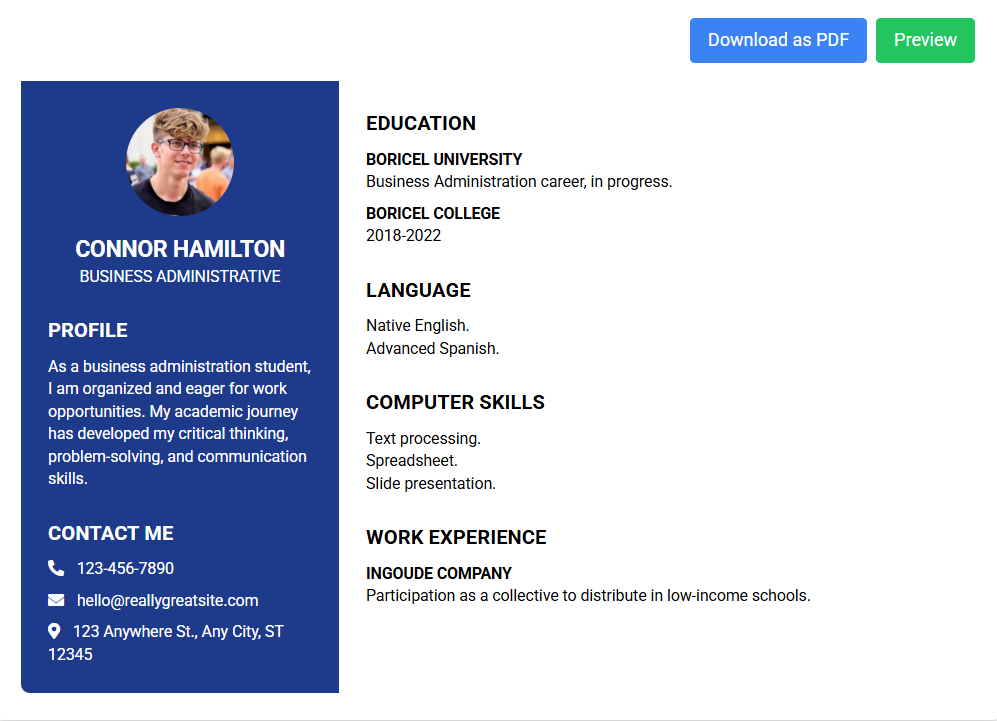 Download as PDF
Preview
CONNOR HAMILTON
BUSINESS ADMINISTRATIVE
PROFILE
As a business administration student,
I am organized and eager for work
opportunities. My academic journey
has developed my critical thinking,
problem-solving, and communication
skills.
CONTACT ME
123-456-7890
hello@reallygreatsite.com
123 Anywhere St., Any City, ST
12345
EDUCATION
BORICEL UNIVERSITY
Business Administration career, in progress.
BORICEL COLLEGE
2018-2022
LANGUAGE
Native English.
Advanced Spanish.
COMPUTER SKILLS
Text processing.
Spreadsheet.
Slide presentation.
WORK EXPERIENCE
INGOUDE COMPANY
Participation as a collective to distribute in low-income schools.